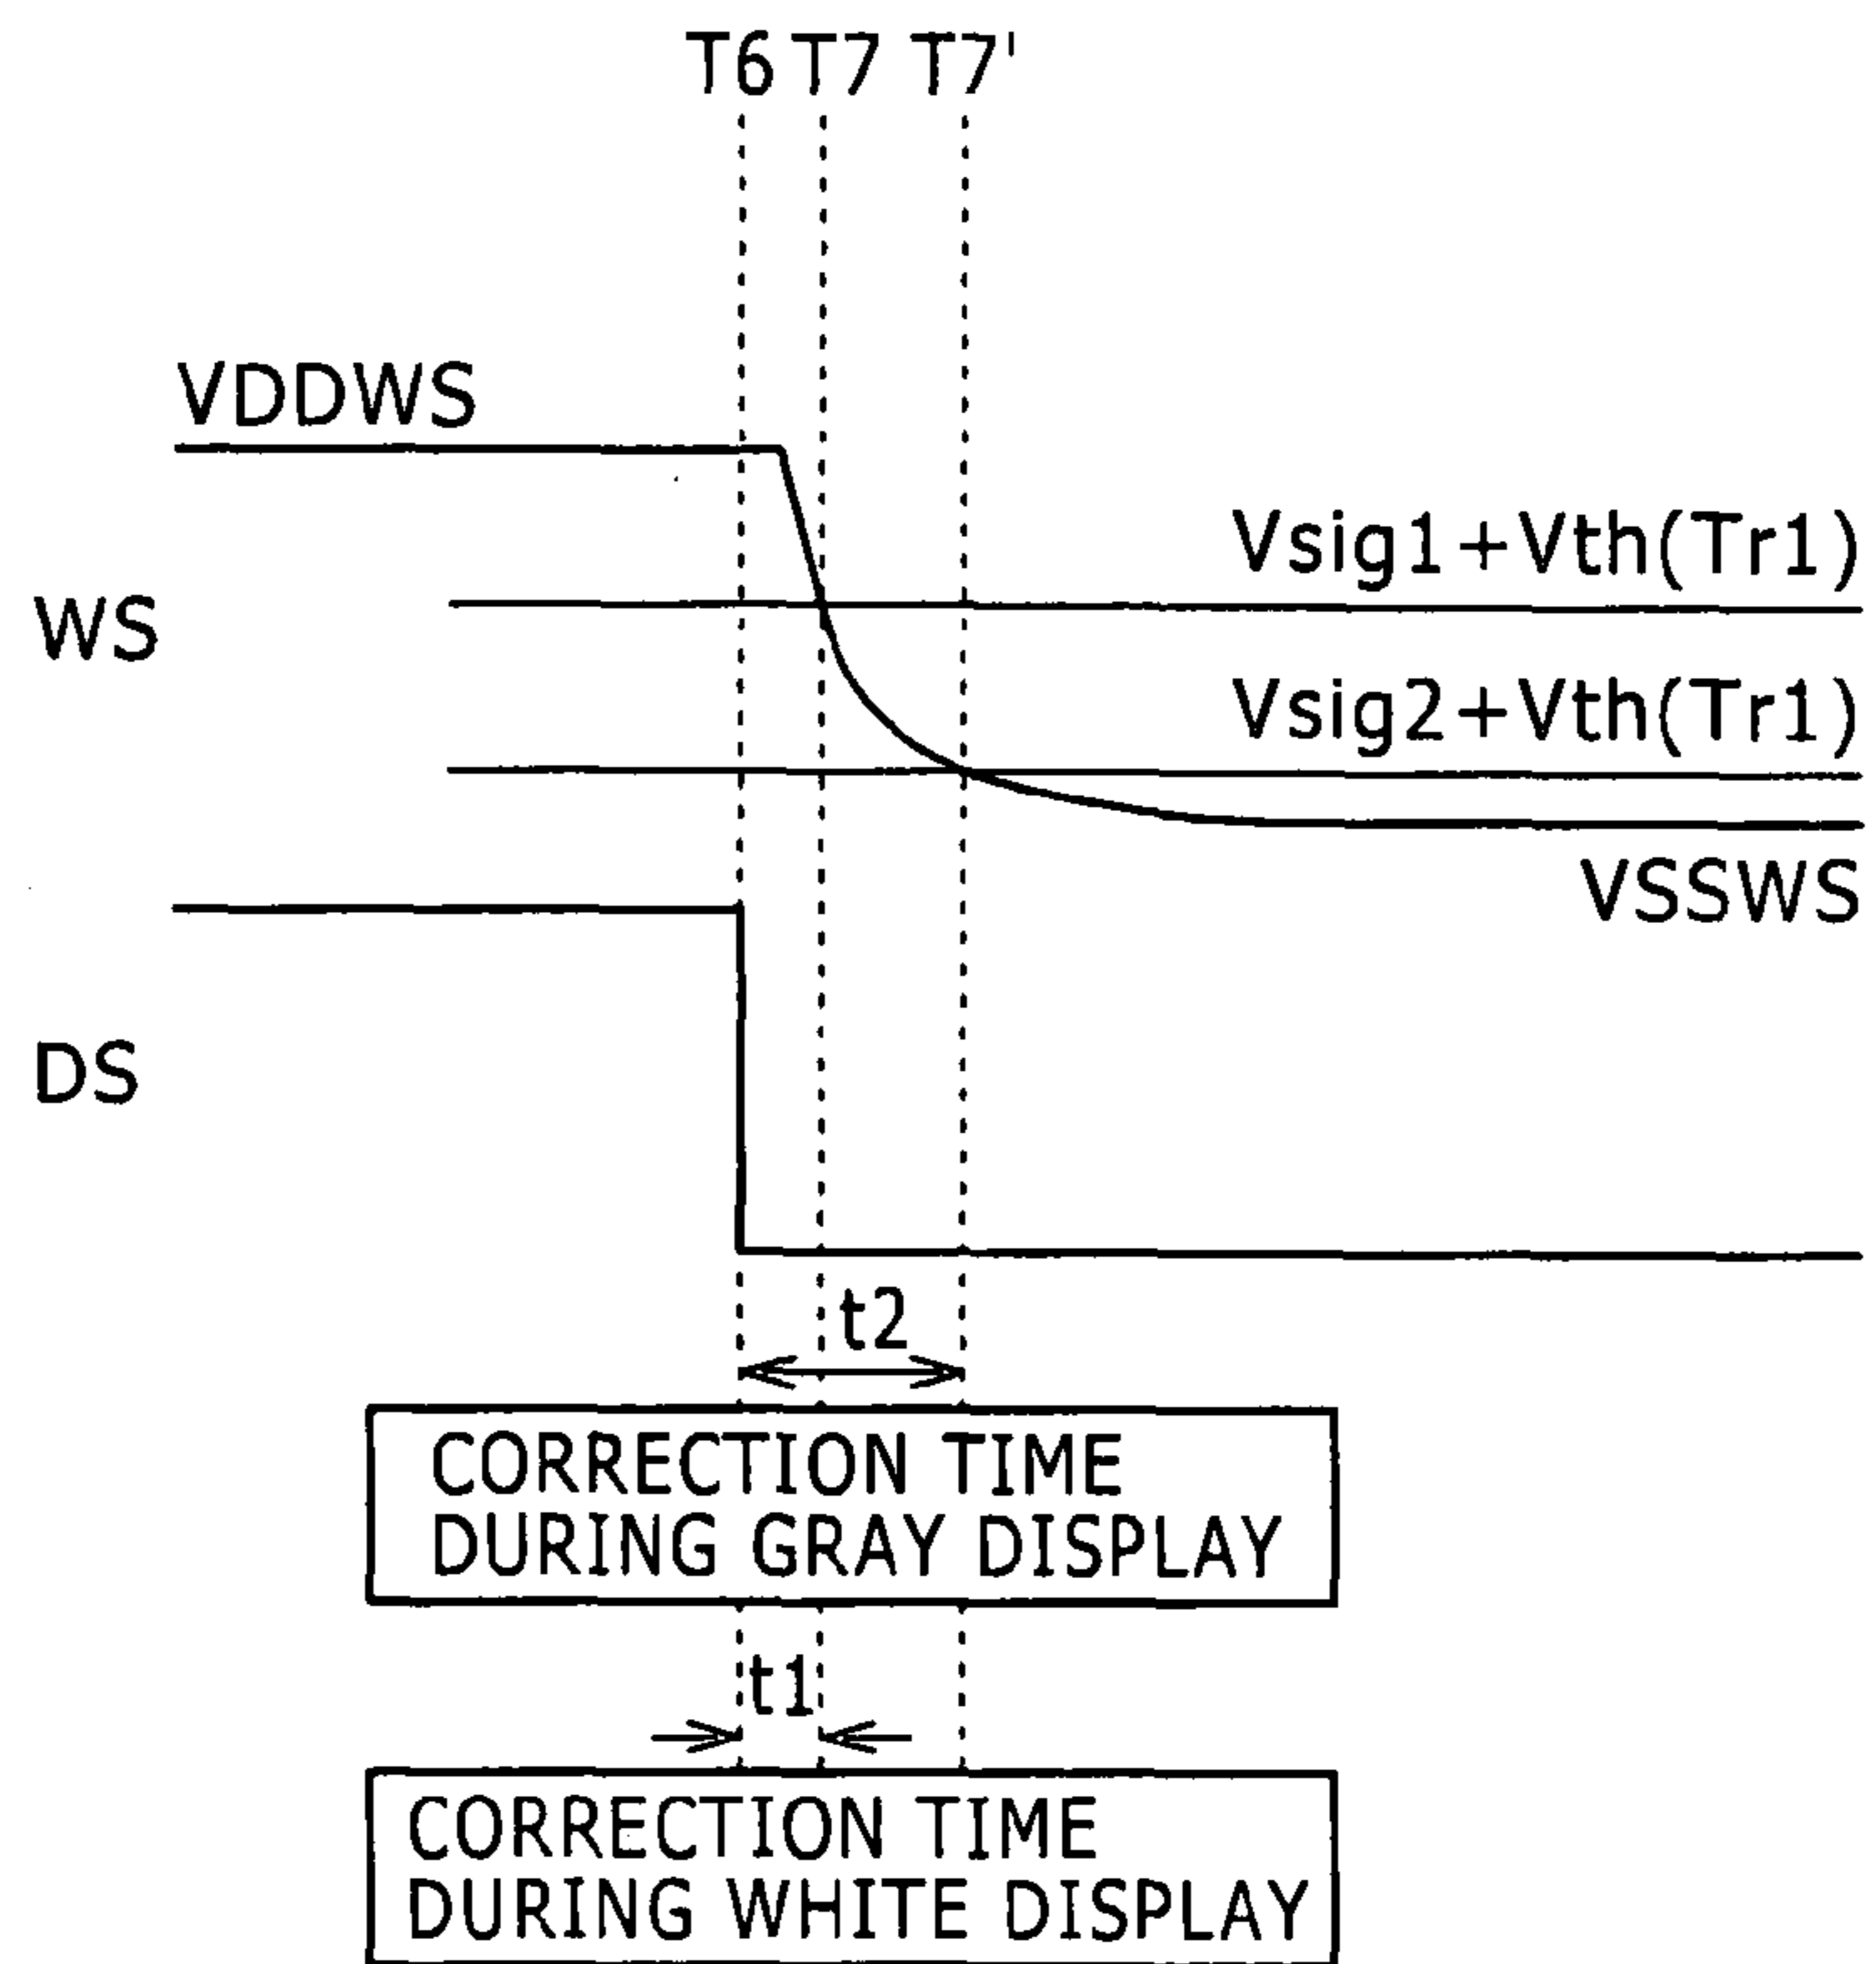 T6 T7 T7'
VDDWS
Vsig1+Vth(Tr1)
WS
Vsig2+Vth(Tr1)
VSSWS
DS
t2
CORRECTION TIME
DURING GRAY DISPLAY
t1
CORRECTION TIME
DURING WHITE DISPLAY